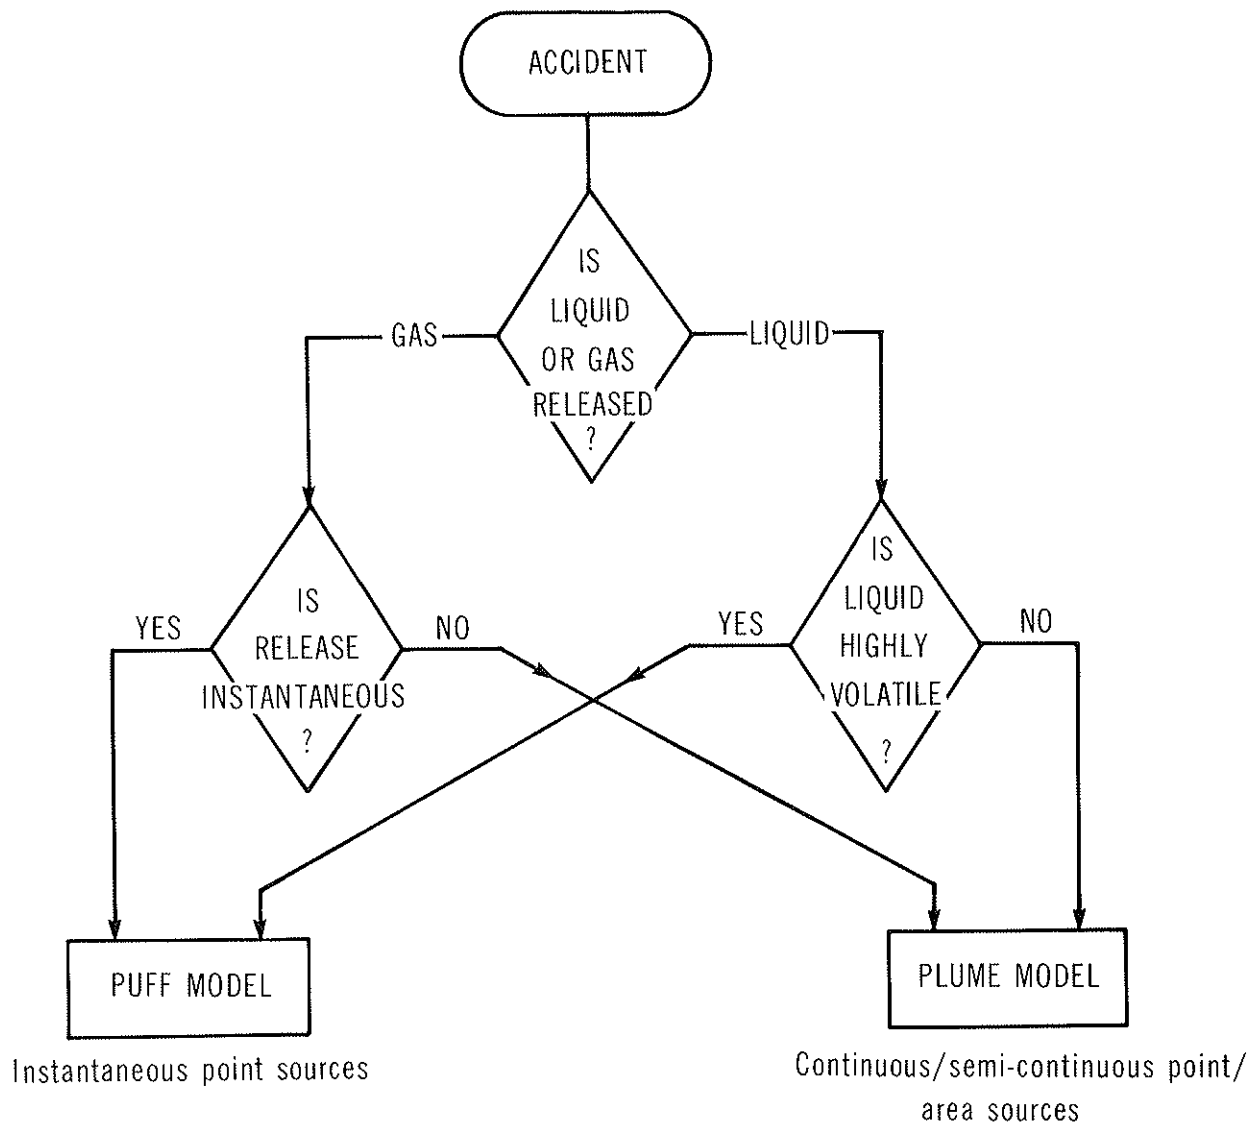 ACCIDENT
IS
LIQUID
OR GAS
RELEASED
?
GAS
LIQUID
IS
RELEASE
INSTANTANEOUS
?
YES
NO
IS
LIQUID
HIGHLY
VOLATILE
?
YES
NO
PUFF MODEL
Instantaneous point sources
PLUME MODEL
Continuous/semi-continuous point/
area sources